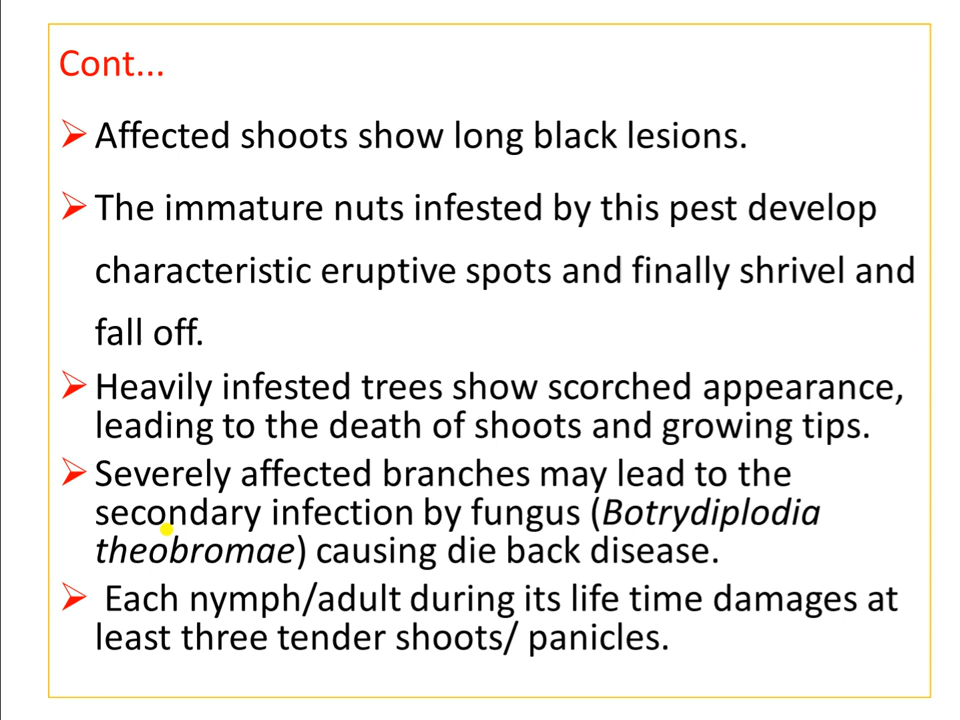 Cont...
➢ Affected shoots show long black lesions.
➢ The immature nuts infested by this pest develop
characteristic eruptive spots and finally shrivel and
fall off.
➢ Heavily infested trees show scorched appearance,
leading to the death of shoots and growing tips.
➢ Severely affected branches may lead to the
secondary infection by fungus (Botrydiplodia
theobromae) causing die back disease.
➢ Each nymph/adult during its life time damages at
least three tender shoots/ panicles.